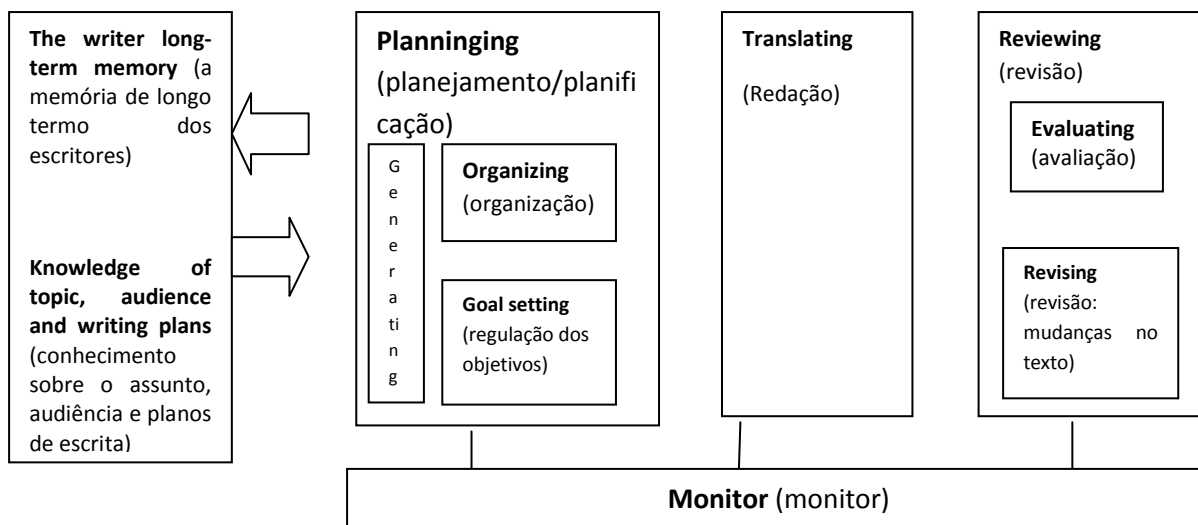 The writer long-
term memory (a
memória de longo
termo dos
escritores)
Knowledge of
topic, audience
and writing plans
(conhecimento
sobre o assunto,
audiência e planos
de escrita)
Planninging
(planejamento/planifi
cação)
G
e
n
e
r
a
ti
n
g
Organizing
(organização)
Goal setting
(regulação dos
objetivos)
Translating
(Redação)
Reviewing
(revisão)
Evaluating
(avaliação)
Revising
(revisão:
mudanças no
texto)
Monitor (monitor)